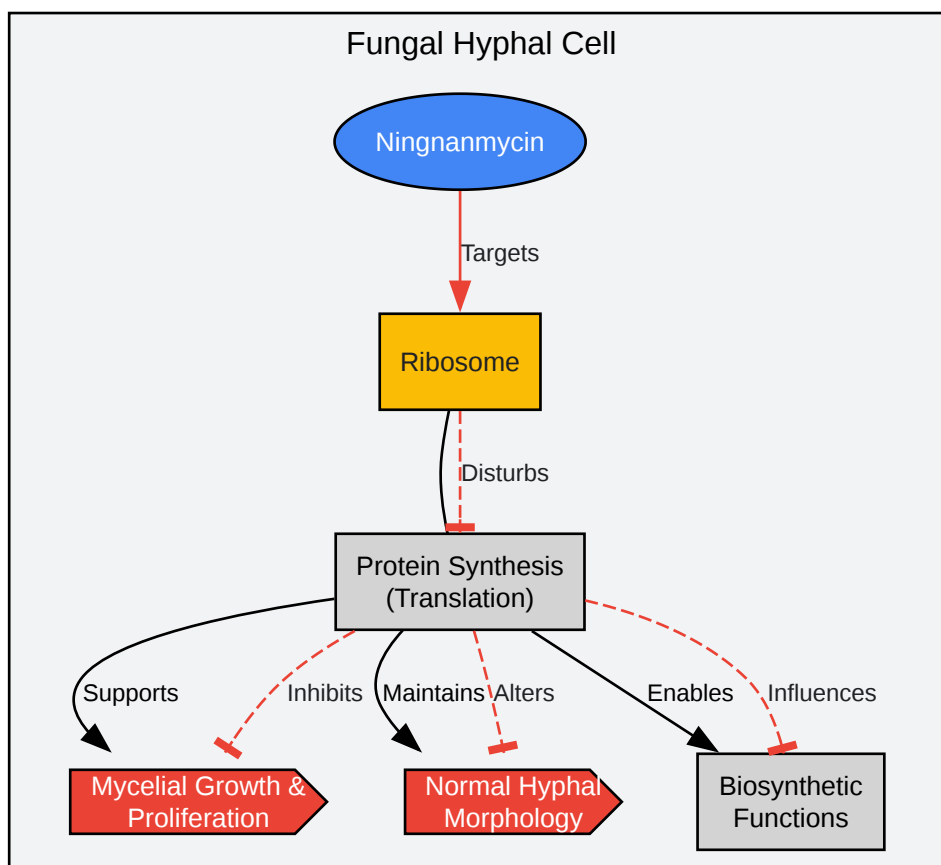 Fungal Hyphal Cell
Ningnanmycin
Targets
Ribosome
Disturbs
Protein Synthesis
(Translation)
Supports
Inhibits
Maintains
Alters
Enables
Influences
Mycelial Growth &
Proliferation
Normal Hyphal
Morphology
Biosynthetic
Functions